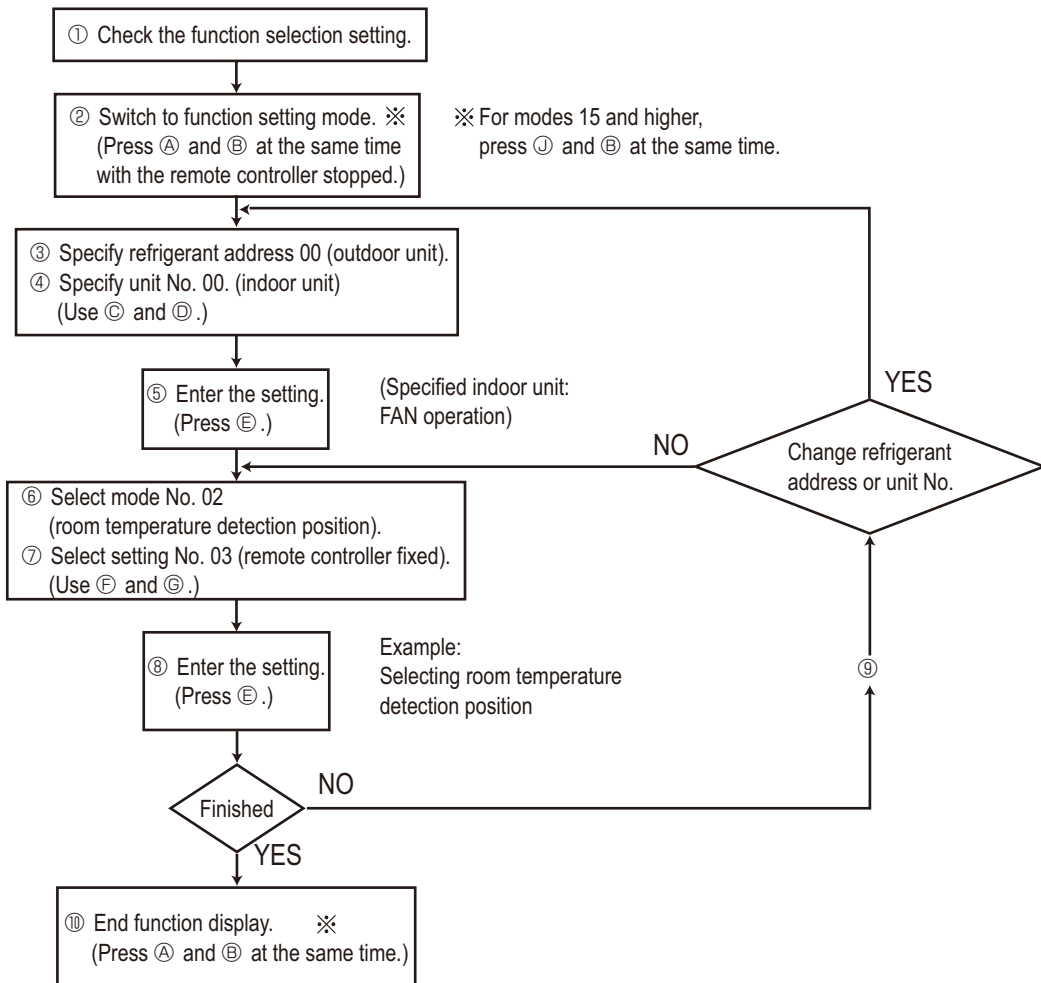 ① Check the function selection setting.
② Switch to function setting mode. ※
(Press Ⓐ and Ⓑ at the same time
with the remote controller stopped.)
※ For modes 15 and higher,
press Ⓙ and Ⓑ at the same time.
③ Specify refrigerant address 00 (outdoor unit).
④ Specify unit No. 00. (indoor unit)
(Use Ⓒ and Ⓓ.)
⑤ Enter the setting.
(Press Ⓔ.)
(Specified indoor unit:
FAN operation)
YES
NO
Change refrigerant
address or unit No.
⑥ Select mode No. 02
(room temperature detection position).
⑦ Select setting No. 03 (remote controller fixed).
(Use Ⓕ and Ⓖ.)
⑧ Enter the setting.
(Press Ⓔ.)
Example:
Selecting room temperature
detection position
⑨
Finished
NO
YES
⑩ End function display. ※
(Press Ⓐ and Ⓑ at the same time.)